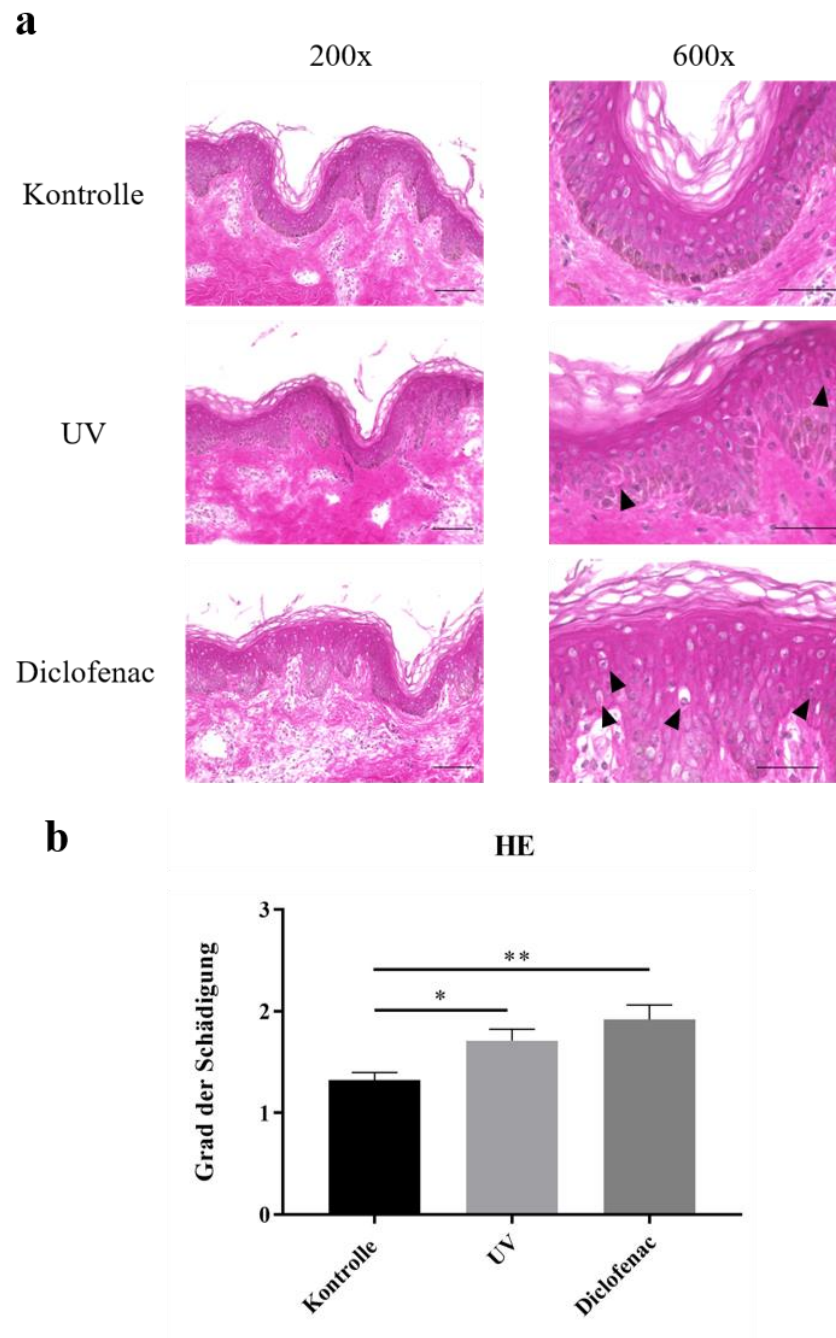 a
200x
600x
Kontrolle
UV
Diclofenac
b
HE
Grad der Schädigung
3
2
1
0
**
*
Kontrolle
UV
Diclofenac